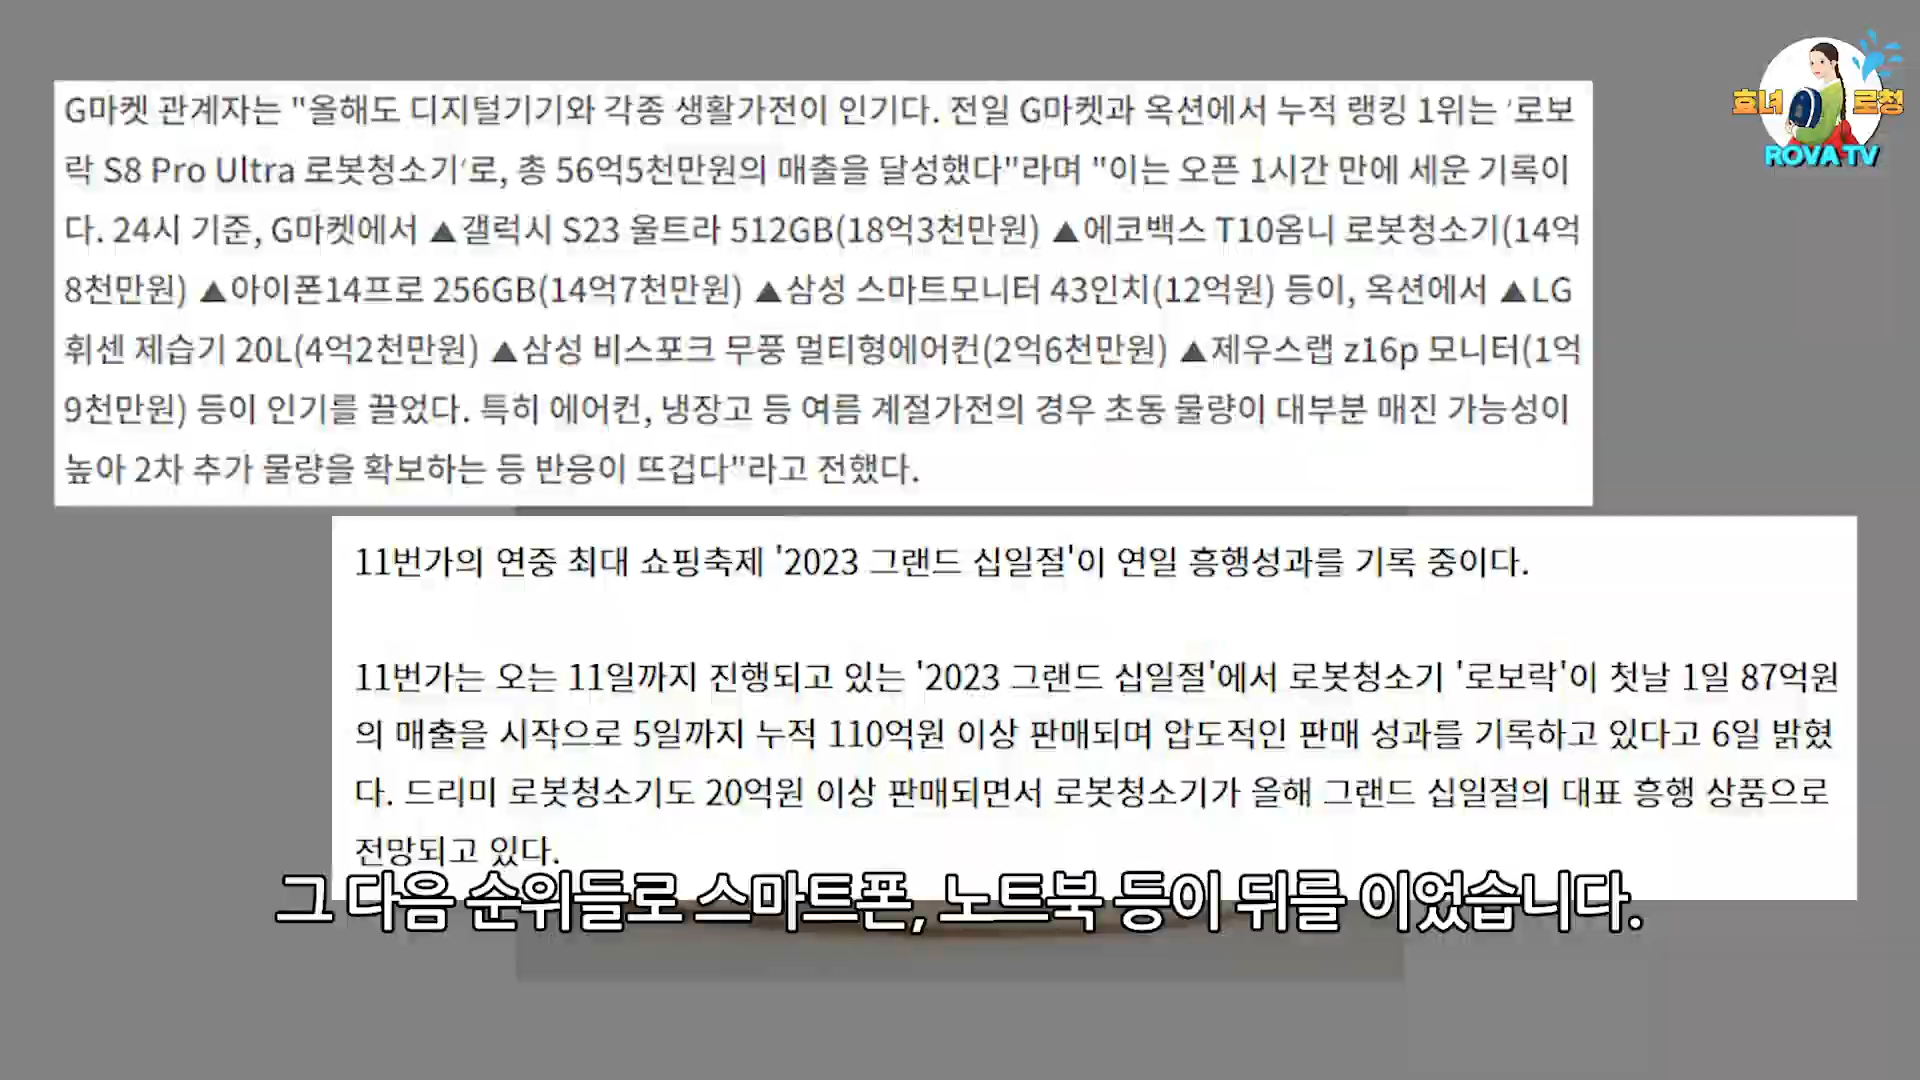 효녀 로청
ROVA TV
G마켓 관계자는 "올해도 디지털기기와 각종 생활가전이 인기다. 전일 G마켓과 옥션에서 누적 랭킹 1위는 '로보
락 S8 Pro Ultra 로봇청소기'로, 총 56억5천만원의 매출을 달성했다"라며 "이는 오픈 1시간 만에 세운 기록이
다. 24시 기준, G마켓에서 ▲갤럭시 S23 울트라 512GB(18억3천만원) ▲에코백스 T10옴니 로봇청소기(14억
8천만원) ▲아이폰14프로 256GB(14억7천만원) ▲삼성 스마트모니터 43인치(12억원) 등이, 옥션에서 ▲LG
휘센 제습기 20L(4억2천만원) ▲삼성 비스포크 무풍 멀티형에어컨(2억6천만원) ▲제우스랩 z16p 모니터(1억
9천만원) 등이 인기를 끌었다. 특히 에어컨, 냉장고 등 여름 계절가전의 경우 초동 물량이 대부분 매진 가능성이
높아 2차 추가 물량을 확보하는 등 반응이 뜨겁다"라고 전했다.
11번가의 연중 최대 쇼핑축제 '2023 그랜드 십일절'이 연일 흥행성과를 기록 중이다.
11번가는 오는 11일까지 진행되고 있는 '2023 그랜드 십일절'에서 로봇청소기 '로보락'이 첫날 1일 87억원
의 매출을 시작으로 5일까지 누적 110억원 이상 판매되며 압도적인 판매 성과를 기록하고 있다고 6일 밝혔
다. 드리미 로봇청소기도 20억원 이상 판매되면서 로봇청소기가 올해 그랜드 십일절의 대표 흥행 상품으로
전망되고 있다.
그 다음 순위들로 스마트폰, 노트북 등이 뒤를 이었습니다.